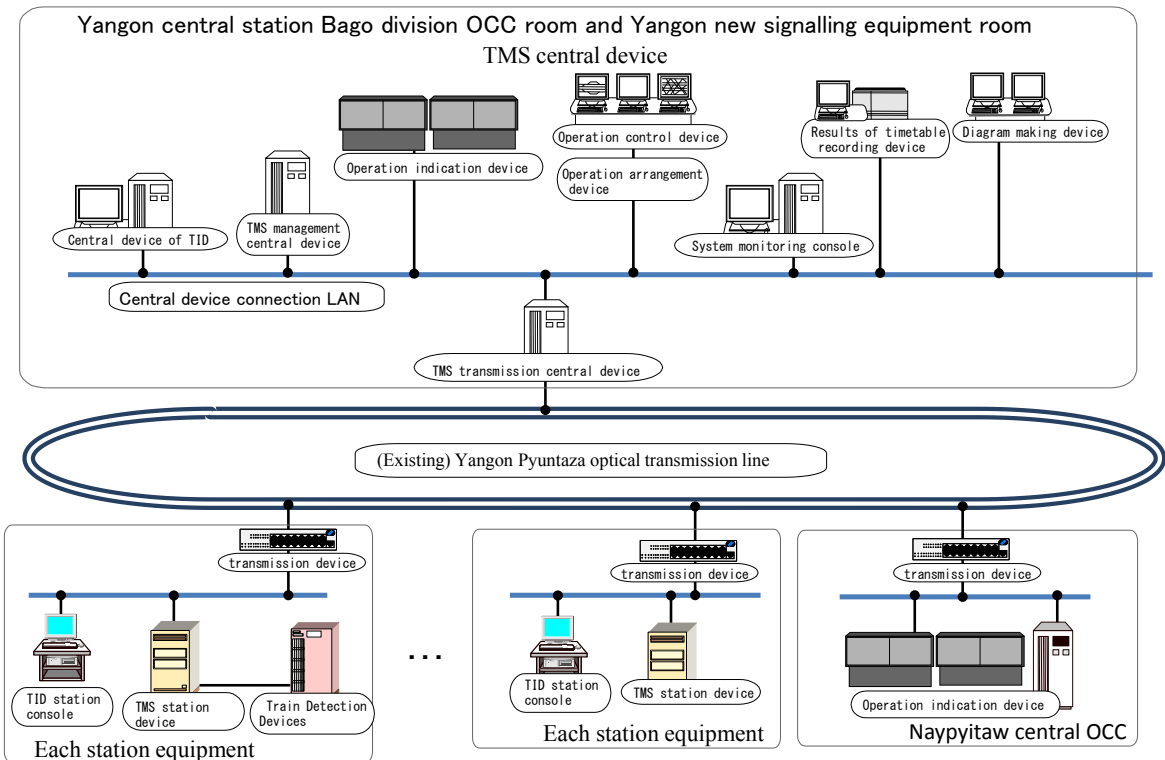 Yangon central station Bago division OCC room and Yangon new signalling equipment room
TMS central device
Operation indication device
Operation control device
Operation arrangement
device
Results of timetable
recording device
Diagram making device
Central device of TID
TMS management
central device
System monitoring console
Central device connection LAN
TMS transmission central device
(Existing) Yangon Pyuntaza optical transmission line
transmission device
TID station
console
TMS station
device
Train Detection
Devices
Each station equipment
...
transmission device
TID station
console
TMS station device
Each station equipment
transmission device
Operation indication device
Naypyitaw central OCC